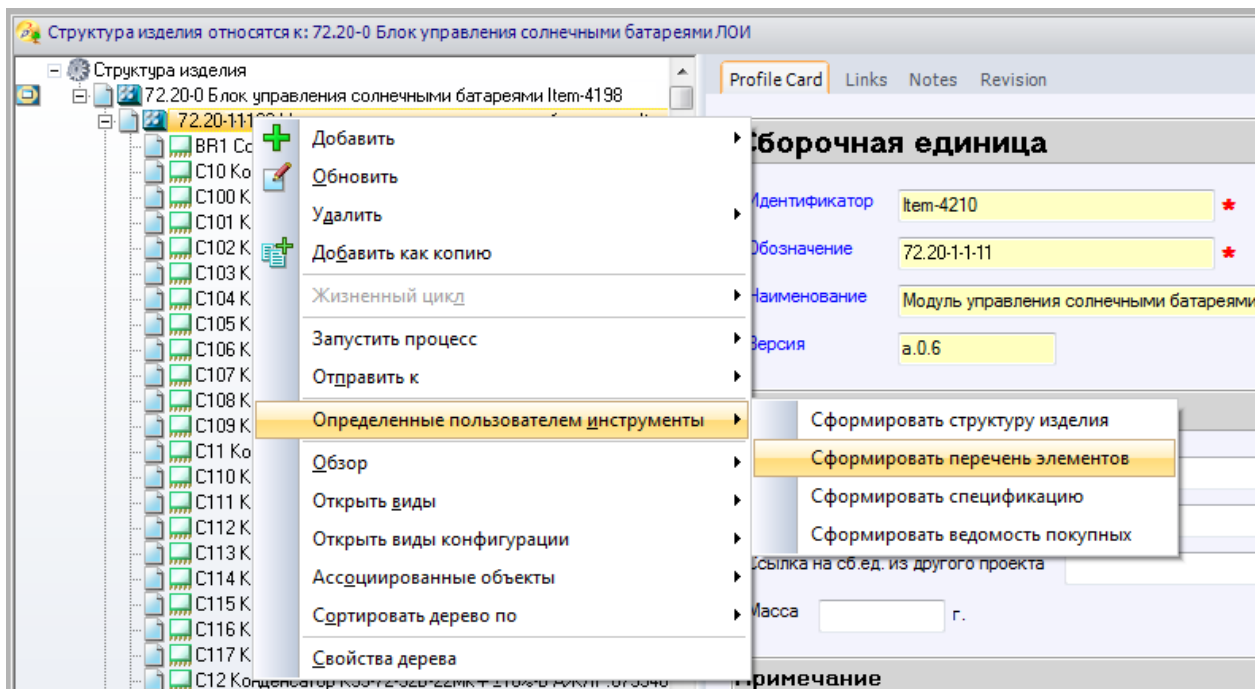 Структура изделия относятся к: 72.20-0 Блок управления солнечными батареями ЛОИ
Структура изделия
72.20-0 Блок управления солнечными батареями Item-4198
BR1
C10 Ко
C100 К
C101 К
C102 К
C103 К
C104 К
C105 К
C106 К
C107 К
C108 К
C109 К
C11 Ко
C110 К
C111 К
C112 К
C113 К
C114 К
C115 К
C116 К
C117 К
C12
Добавить
Обновить
Удалить
Добавить как копию
Жизненный цикл
Запустить процесс
Отправить к
Определенные пользователем инструменты
Обзор
Открыть виды
Открыть виды конфигурации
Ассоциированные объекты
Сортировать дерево по
Свойства дерева
Сформировать структуру изделия
Сформировать перечень элементов
Сформировать спецификацию
Сформировать ведомость покупных
Profile Card Links Notes Revision
Сборочная единица
Идентификатор Item-4210 *
Обозначение 72.20-1-1-11 *
Наименование Модуль управления солнечными батареями
Версия a.0.6
Ссылка на сб.ед. из другого проекта
Масса г.
Примечание